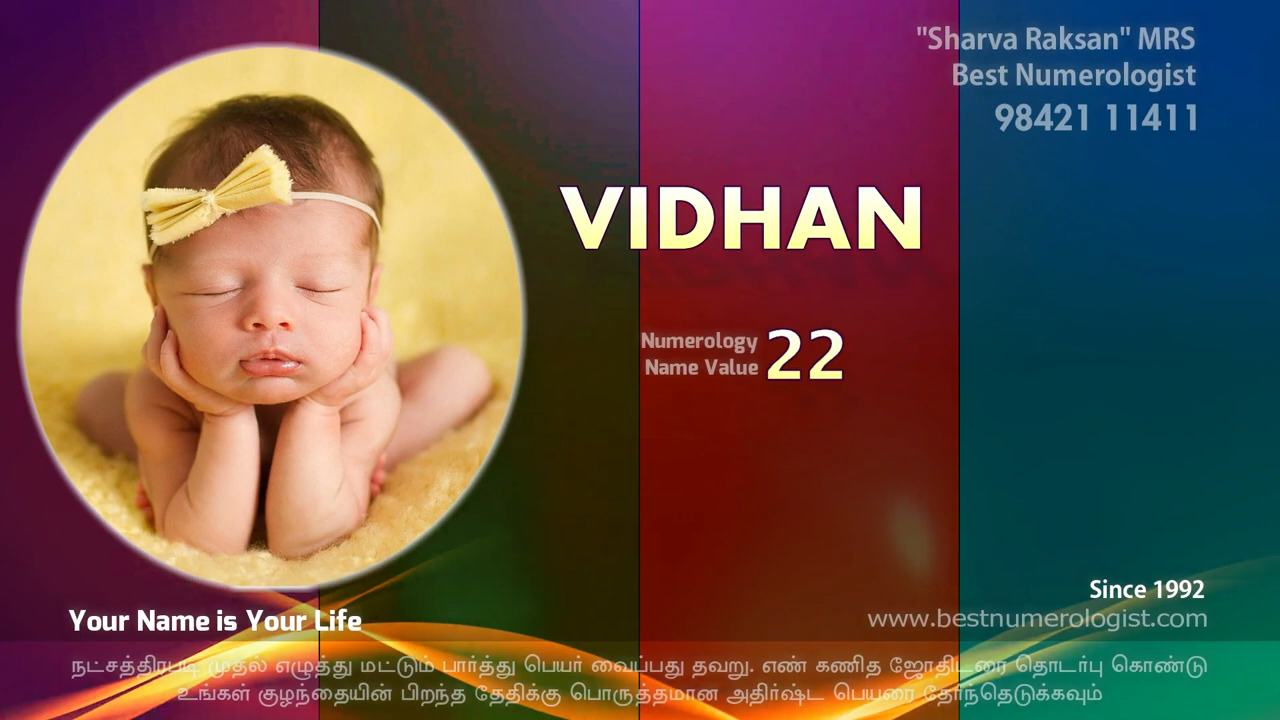 "Sharva Raksan" MRS
Best Numerologist
98421 11411
VIDHAN
Numerology
Name Value 22
Since 1992
Your Name is Your Life
www.bestnumerologist.com
நட்சத்திரபடி முதல் எழுத்து மட்டும் பார்த்து பெயர் வைப்பது தவறு. எண் கணித ஜோதிடரை தொடர்பு கொண்டு
உங்கள் குழந்தையின் பிறந்த தேதிக்கு பொருத்தமான அதிர்ஷ்ட பெயரை தேர்ந்தெடுக்கவும்